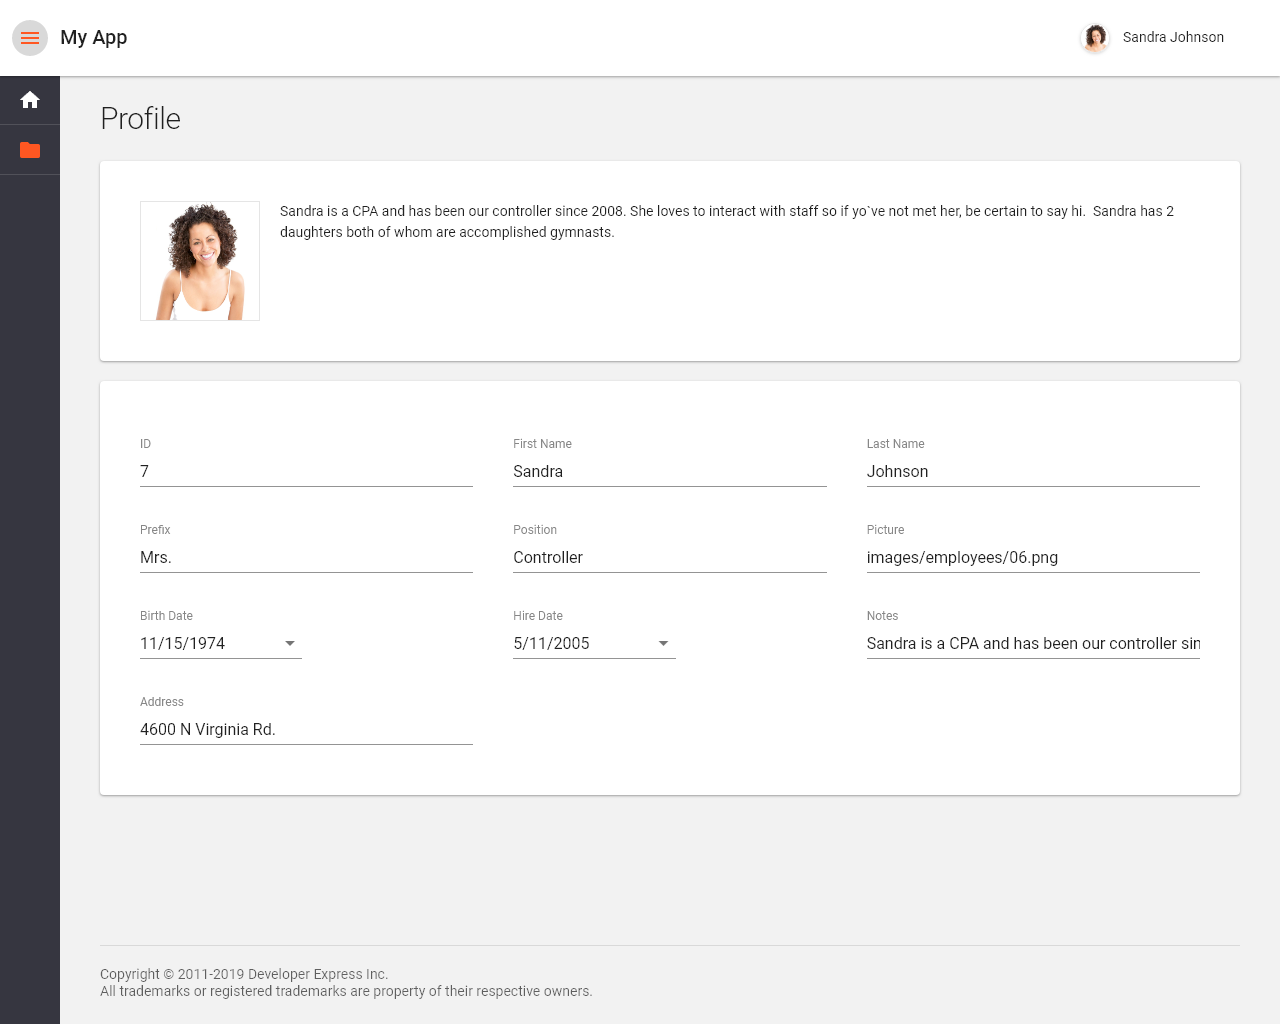 My App
Sandra Johnson
Profile
Sandra is a CPA and has been our controller since 2008. She loves to interact with staff so if yo`ve not met her, be certain to say hi.  Sandra has 2
daughters both of whom are accomplished gymnasts.
ID
First Name
Last Name
7
Sandra
Johnson
Prefix
Position
Picture
Mrs.
Controller
images/employees/06.png
Birth Date
Hire Date
Notes
11/15/1974
5/11/2005
Sandra is a CPA and has been our controller sin
Address
4600 N Virginia Rd.
Copyright © 2011-2019 Developer Express Inc.
All trademarks or registered trademarks are property of their respective owners.